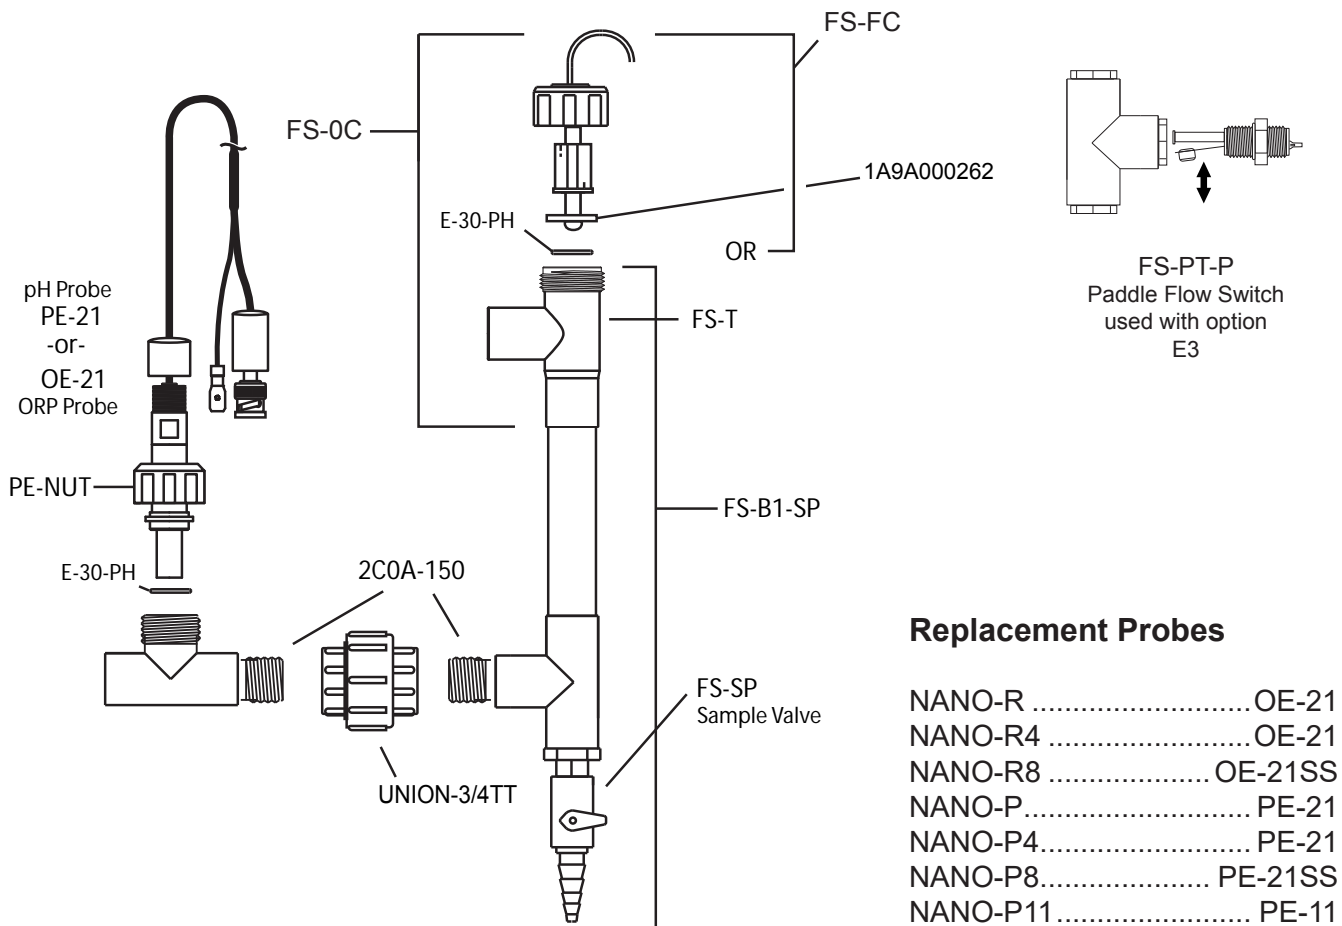 FS-FC
FS-0C
1A9A000262
E-30-PH
OR
FS-PT-P
Paddle Flow Switch
used with option
E3
pH Probe
PE-21
-or-
OE-21
ORP Probe
FS-T
PE-NUT
FS-B1-SP
E-30-PH
2C0A-150
FS-SP
Sample Valve
UNION-3/4TT
Replacement Probes
NANO-R ........................... OE-21
NANO-R4 ......................... OE-21
NANO-R8 .................... OE-21SS
NANO-P............................ PE-21
NANO-P4.......................... PE-21
NANO-P8..................... PE-21SS
NANO-P11........................ PE-11